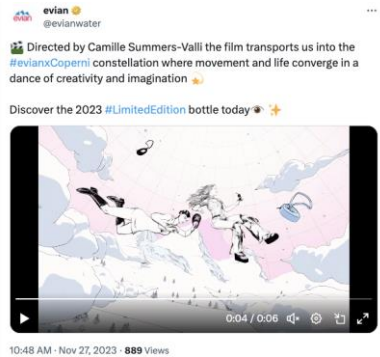 evian
@evianwater
Directed by Camille Summers-Valli the film transports us into the
#evianxCoperni constellation where movement and life converge in a
dance of creativity and imagination
Discover the 2023 #LimitedEdition bottle today
0:04 / 0:06
10:48 AM · Nov 27, 2023 · 889 Views